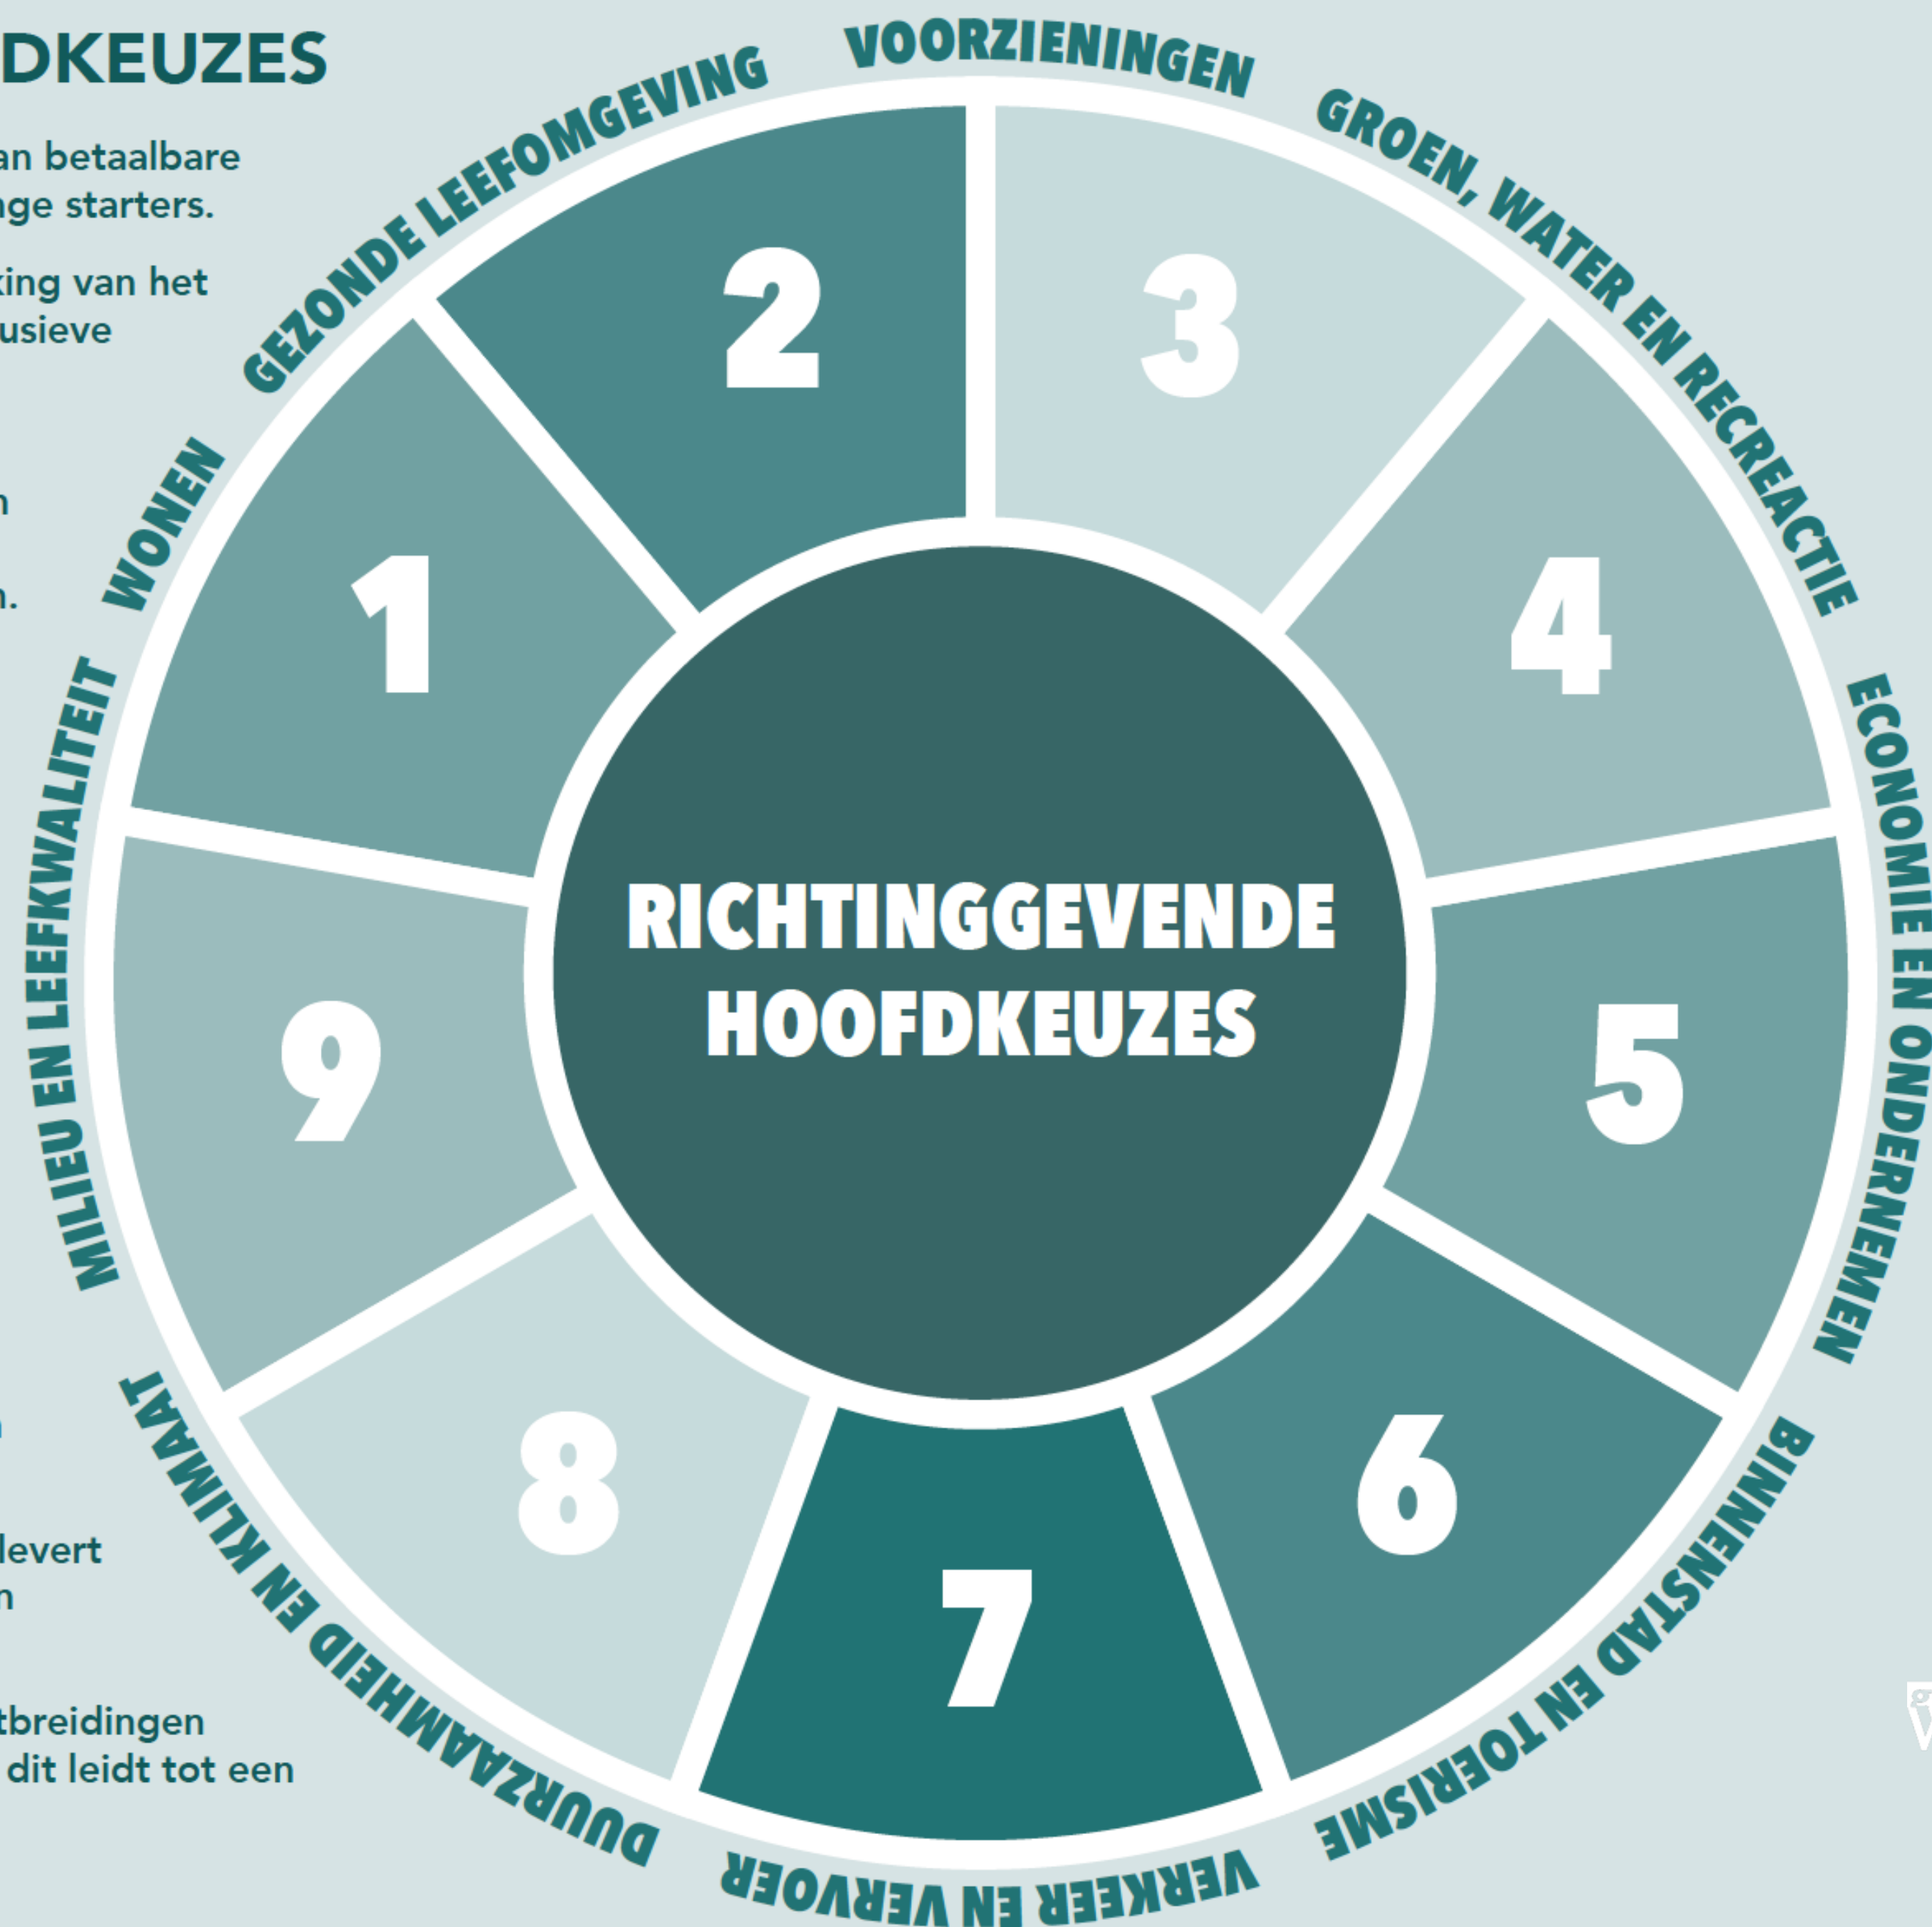 DKEUZES
an betaalbare
nge starters.
king van het
usieve
n
n.
levert
n
tbreidingen
dit leidt tot een
WONEN
GEZONDE LEEFOMGEVING
VOORZIENINGEN
GROEN, WATER EN RECREACTIE
ECONOMIE EN ONDERNEMEN
BINNENSTAD EN TOERISME
VERKEER EN VERVOER
DUURZAAMHEID EN KLIMAAT
MILIEU EN LEEFKWALITEIT
1
2
3
4
5
6
7
8
9
RICHTINGGEVENDE
HOOFDKEUZES